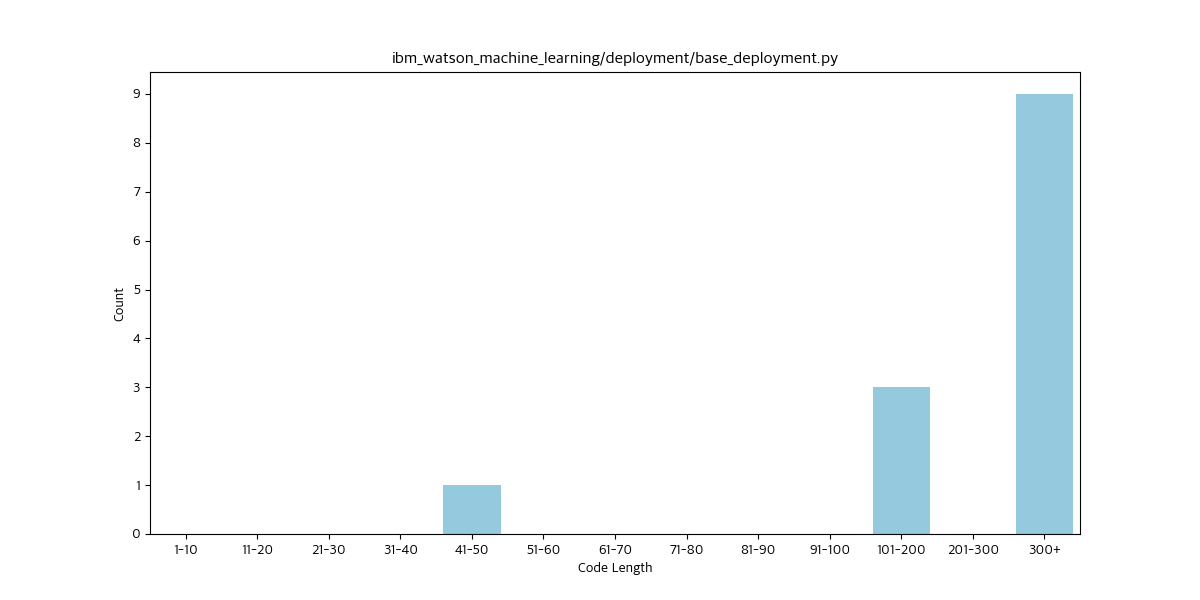 ibm_watson_machine_learning/deployment/base_deployment.py
Count
9
8
7
6
5
4
3
2
1
0
1-10 11-20 21-30 31-40 41-50 51-60 61-70 71-80 81-90 91-100 101-200 201-300 300+
Code Length